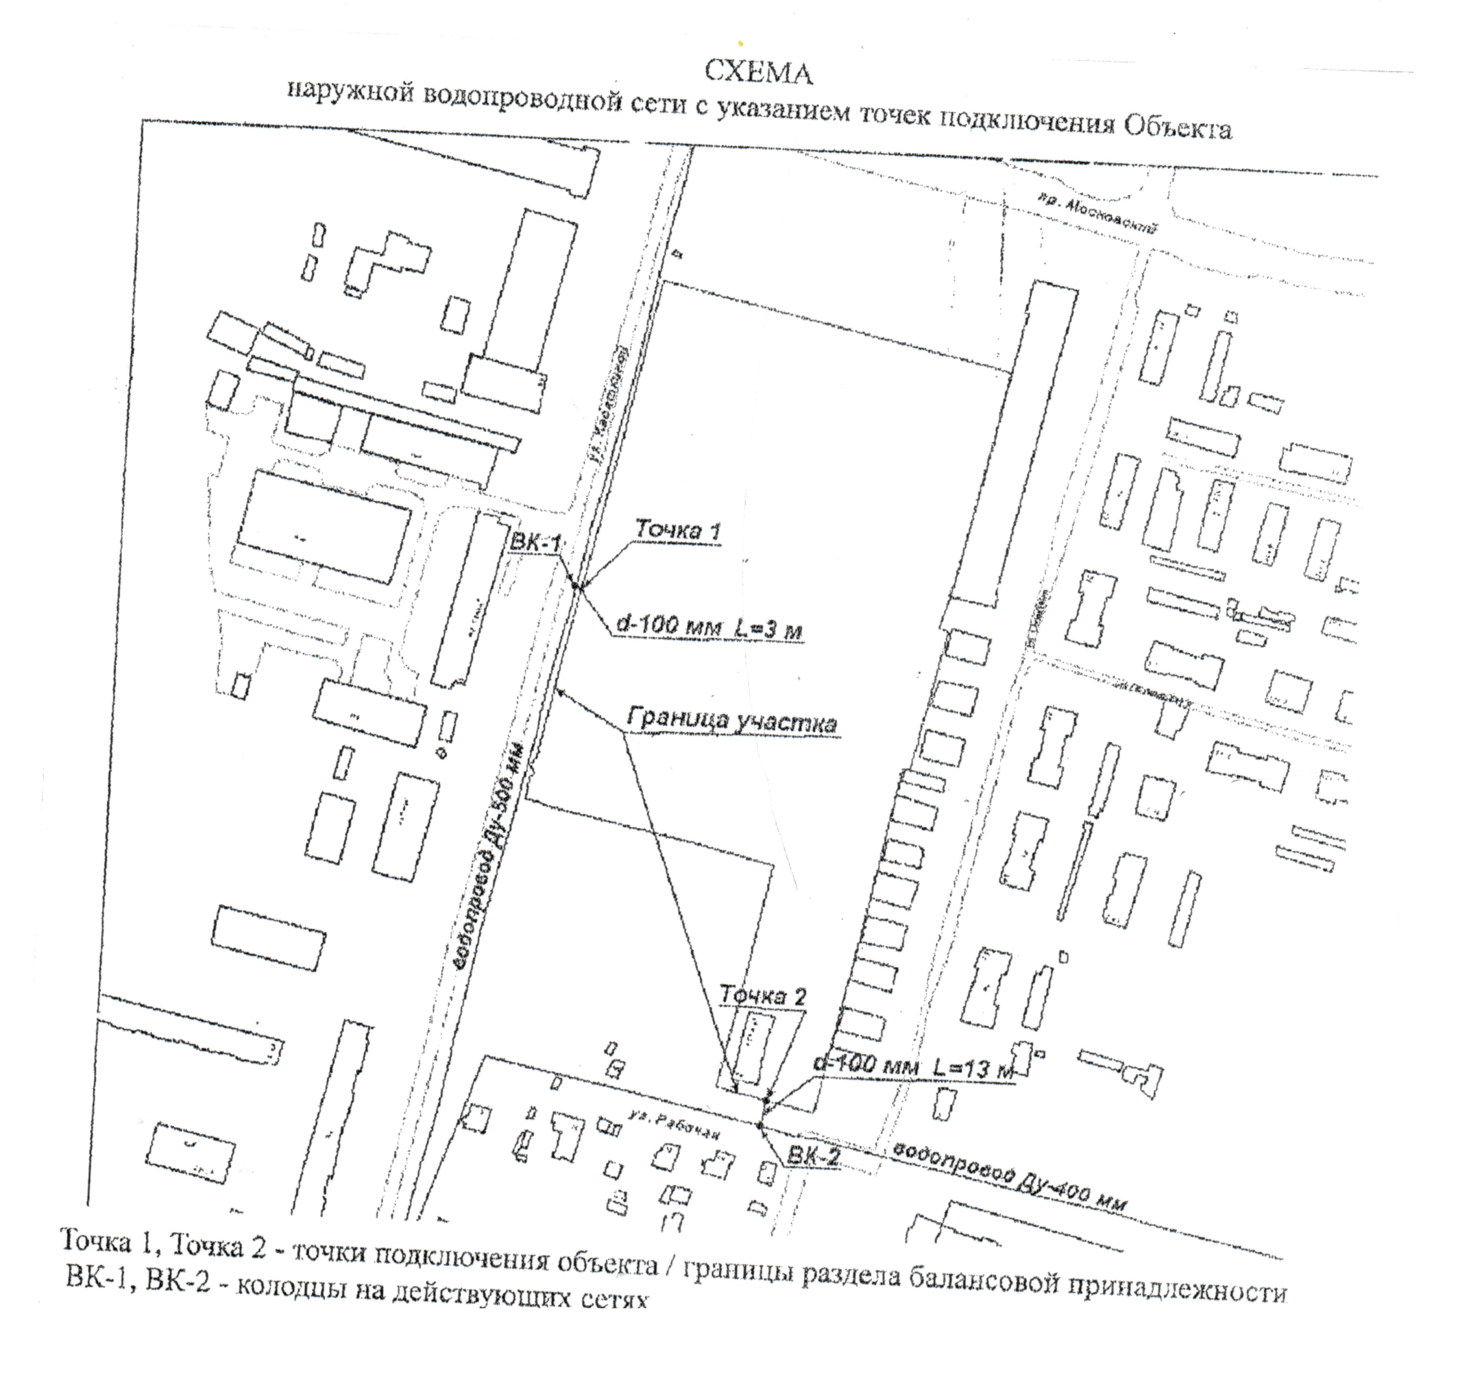 СХЕМА
наружной водопроводной сети с указанием точек подключения Объекта
пр. Московский
ВК-1
Точка 1
d-100 мм L=3 м
Граница участка
водопровод Ду-500 мм
Точка 2
d-100 мм L=13 м
ул. Рабочая
ВК-2
водопровод Ду-400 мм
Точка 1, Точка 2 - точки подключения объекта / границы раздела балансовой принадлежности
ВК-1, ВК-2 - колодцы на действующих сетях